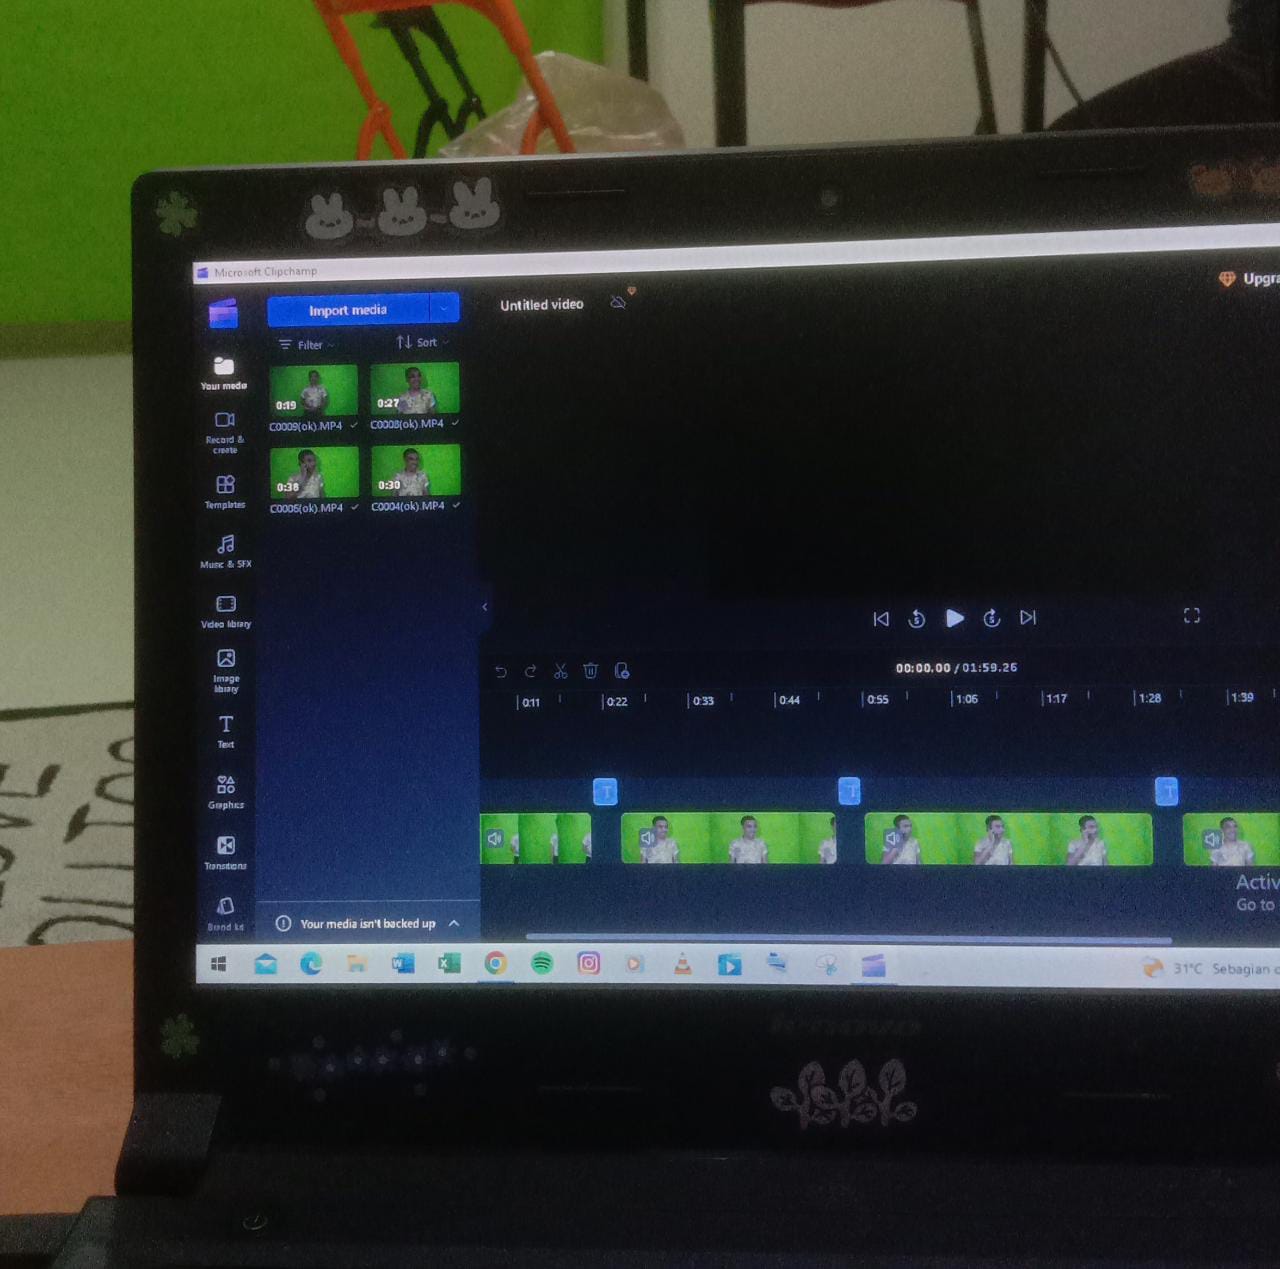 Microsoft Clipchamp
Upgra
Import media
Untitled video
Filter
Sort
Your media
0:19
0:27
C0009(ok).MP4
C0008(ok).MP4
Record &
create
0:38
0:30
C0005(ok).MP4
C0004(ok).MP4
Templates
Music & SFX
Video library
Image
library
Text
Graphics
Transitions
Brand kit
5
5
00:00.00 / 01:59.26
0:11
0:22
0:33
0:44
0:55
1:06
1:17
1:28
1:39
T
T
T
Activ
Go to
Your media isn't backed up
31°C Sebagian c
lenovo